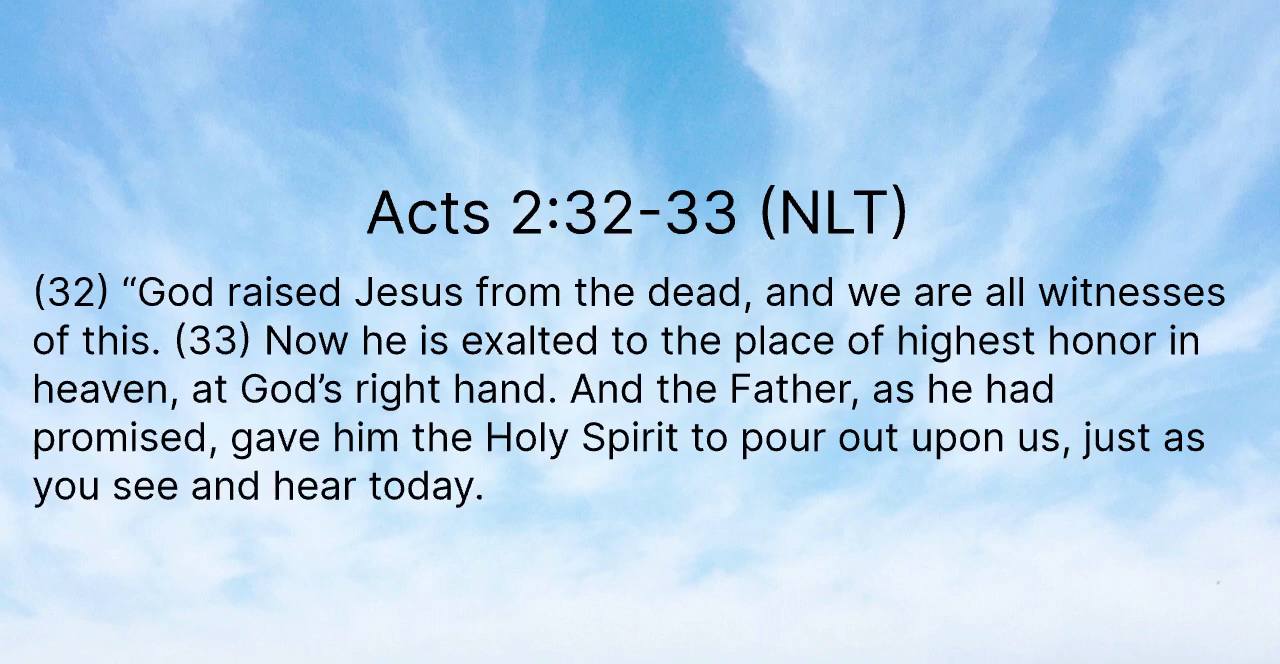 Acts 2:32-33 (NLT)
(32) “God raised Jesus from the dead, and we are all witnesses
of this. (33) Now he is exalted to the place of highest honor in
heaven, at God’s right hand. And the Father, as he had
promised, gave him the Holy Spirit to pour out upon us, just as
you see and hear today.